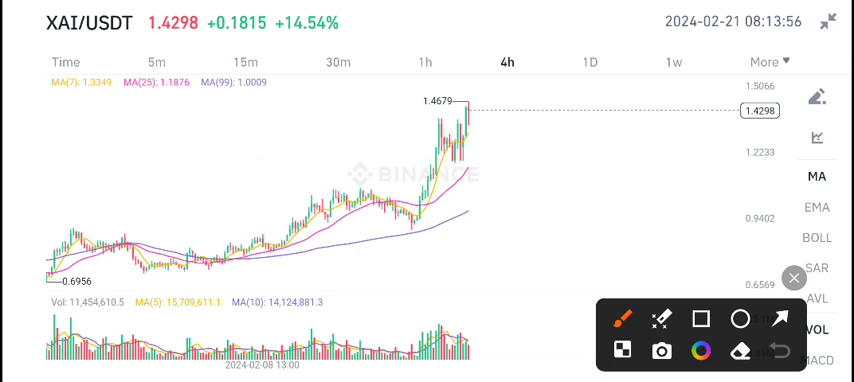 XAI/USDT 1.4298 +0.1815 +14.54% 2024-02-21 08:13:56
Time 5m 15m 30m 1h 4h 1D 1w More
MA(7): 1.3349 MA(25): 1.1876 MA(99): 1.0009
1.5066
1.4679
1.4298
1.2233
BINANCE
MA
EMA
0.9402
BOLL
SAR
0.6956
0.6569
AVL
Vol: 11,454,610.5 MA(5): 15,709,611.1 MA(10): 14,124,881.3
VOL
MACD
2024-02-08 13:00